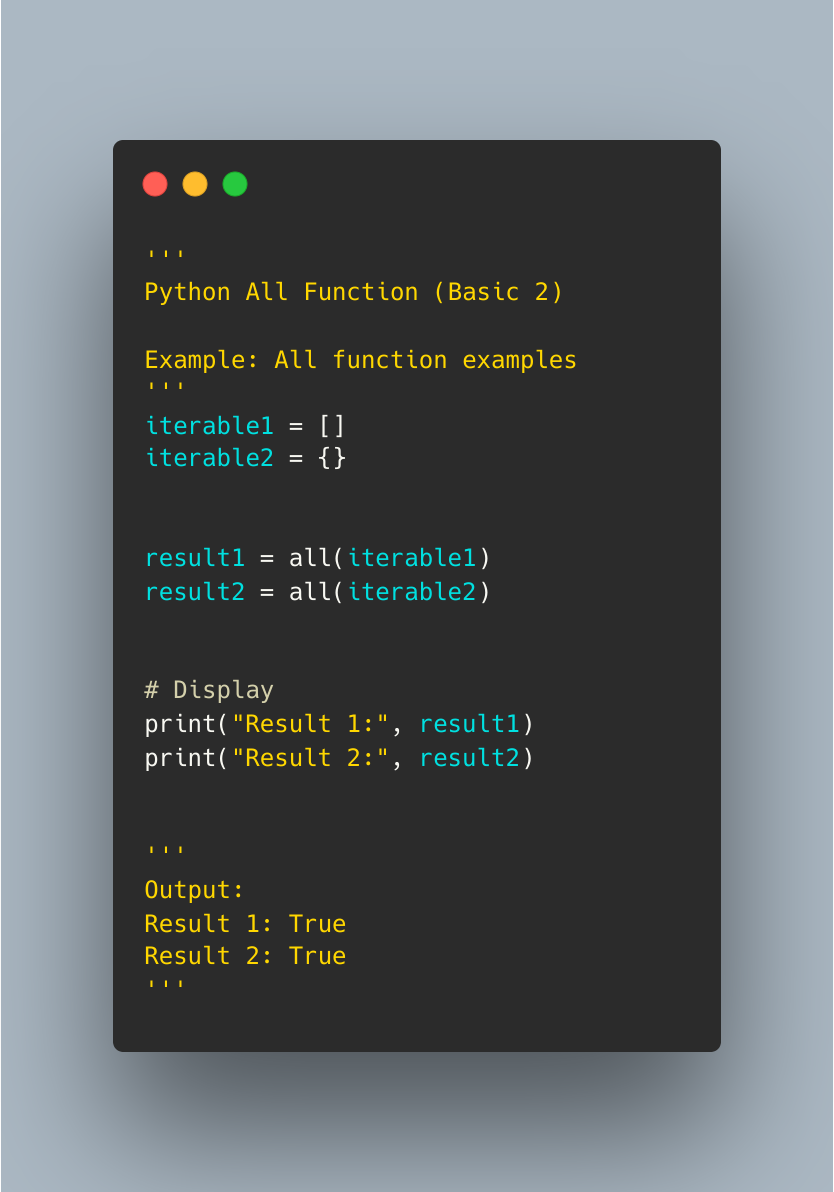 '''
Python All Function (Basic 2)
Example: All function examples
'''
iterable1 = []
iterable2 = {}
result1 = all(iterable1)
result2 = all(iterable2)
# Display
print("Result 1:", result1)
print("Result 2:", result2)
'''
Output:
Result 1: True
Result 2: True
'''